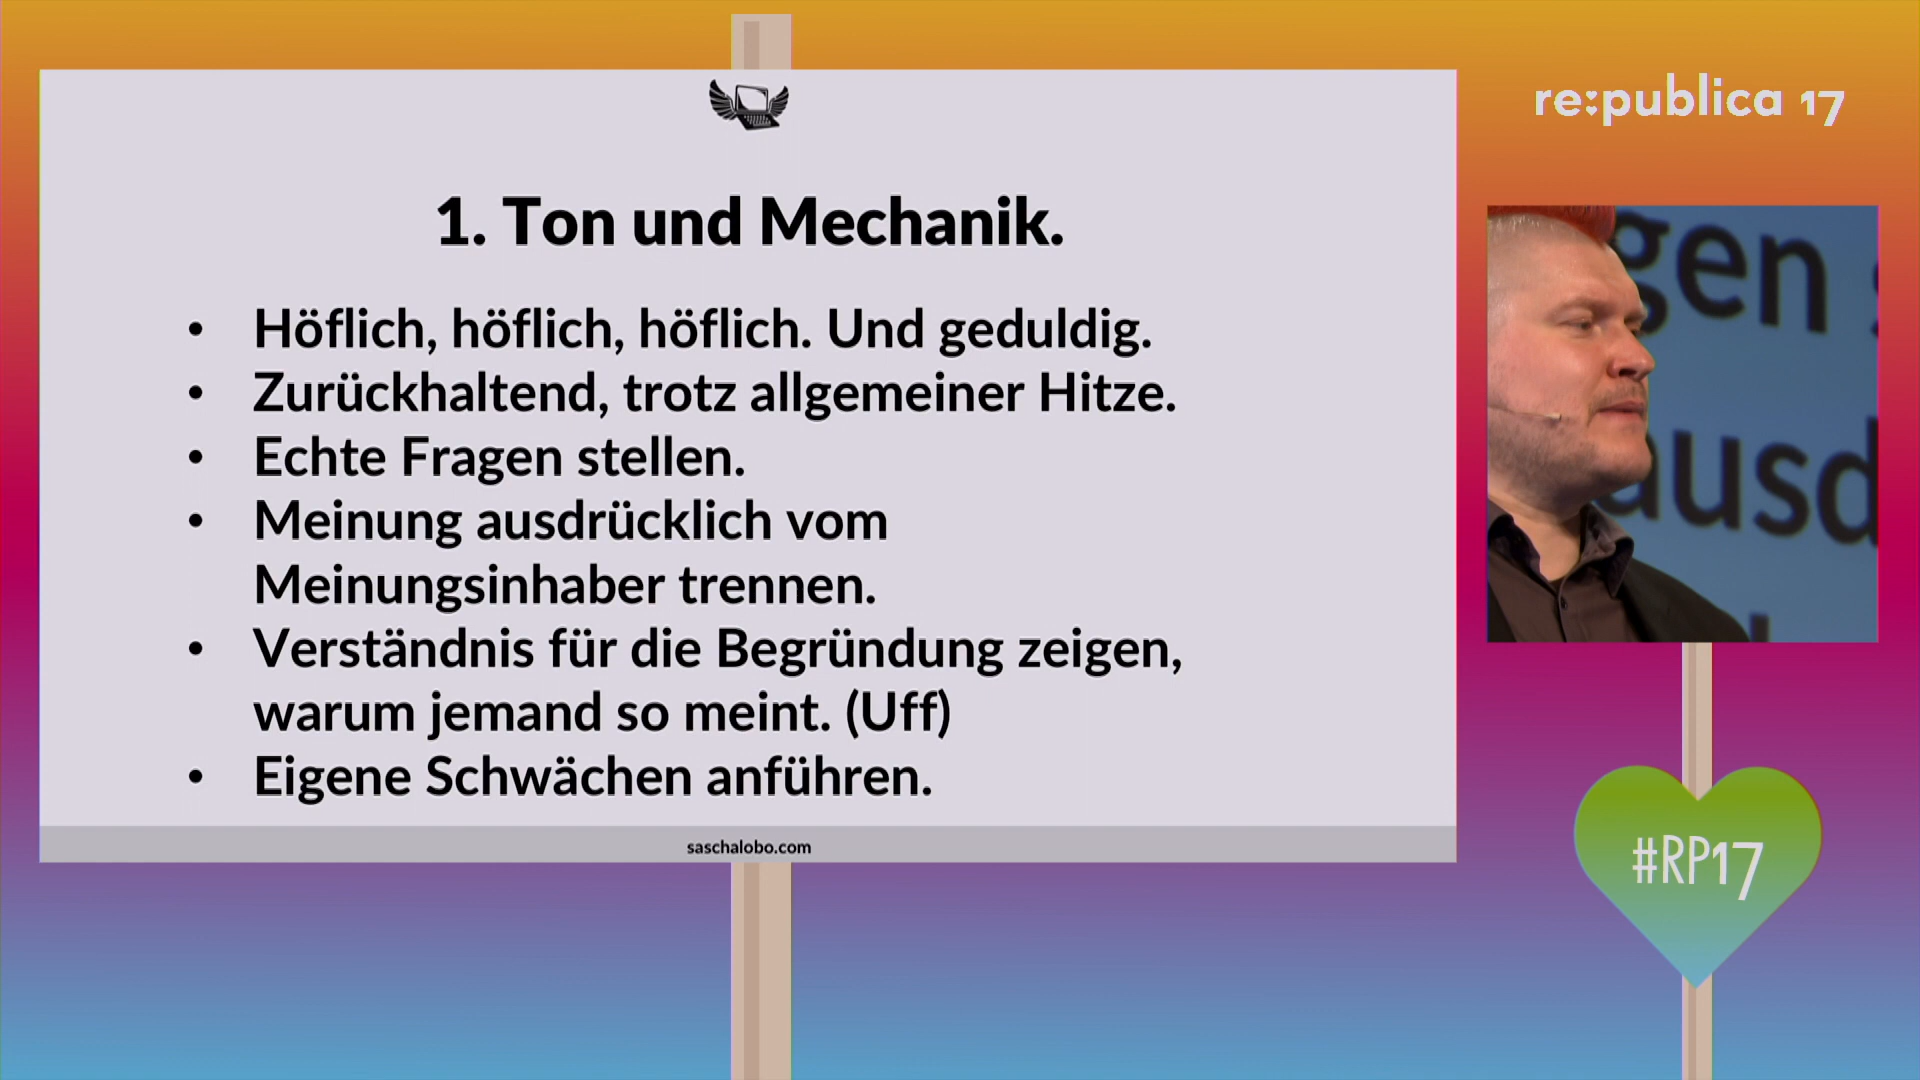 re:publica 17
1. Ton und Mechanik.
• Höflich, höflich, höflich. Und geduldig.
• Zurückhaltend, trotz allgemeiner Hitze.
• Echte Fragen stellen.
• Meinung ausdrücklich vom
Meinungsinhaber trennen.
• Verständnis für die Begründung zeigen,
warum jemand so meint. (Uff)
• Eigene Schwächen anführen.
saschalobo.com
gen
ausd
#RP17